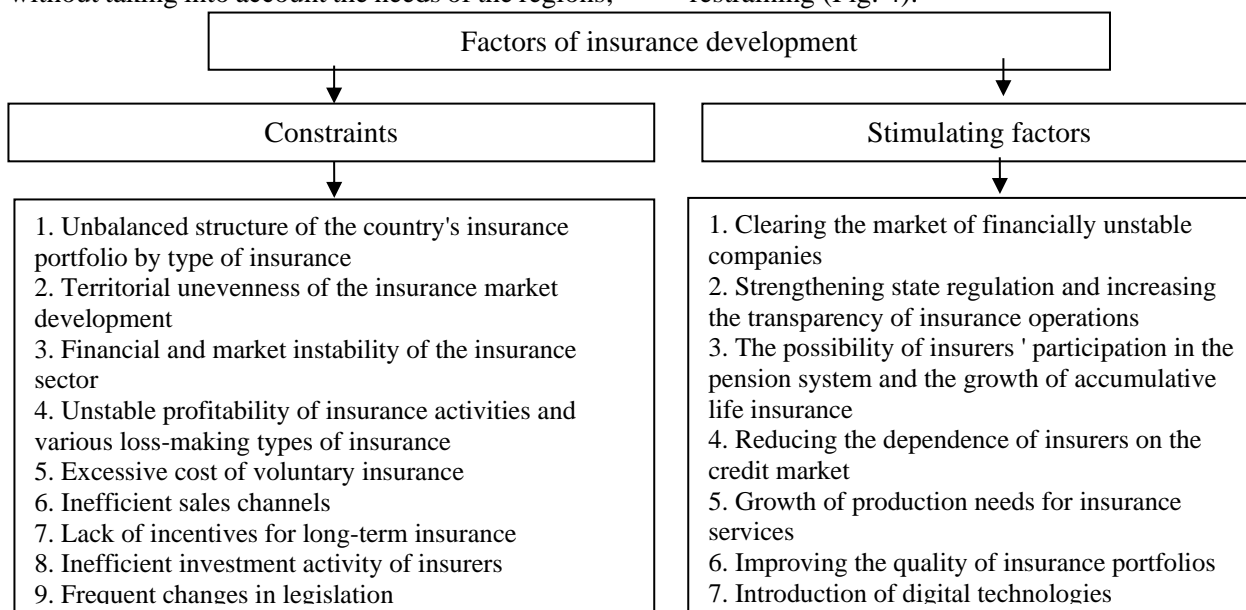 without taking into account the needs of the regions, restraining (Fig. 4).
Factors of insurance development
Constraints
Stimulating factors
1. Unbalanced structure of the country's insurance
portfolio by type of insurance
2. Territorial unevenness of the insurance market
development
3. Financial and market instability of the insurance
sector
4. Unstable profitability of insurance activities and
various loss-making types of insurance
5. Excessive cost of voluntary insurance
6. Inefficient sales channels
7. Lack of incentives for long-term insurance
8. Inefficient investment activity of insurers
9. Frequent changes in legislation
1. Clearing the market of financially unstable
companies
2. Strengthening state regulation and increasing
the transparency of insurance operations
3. The possibility of insurers ' participation in the
pension system and the growth of accumulative
life insurance
4. Reducing the dependence of insurers on the
credit market
5. Growth of production needs for insurance
services
6. Improving the quality of insurance portfolios
7. Introduction of digital technologies